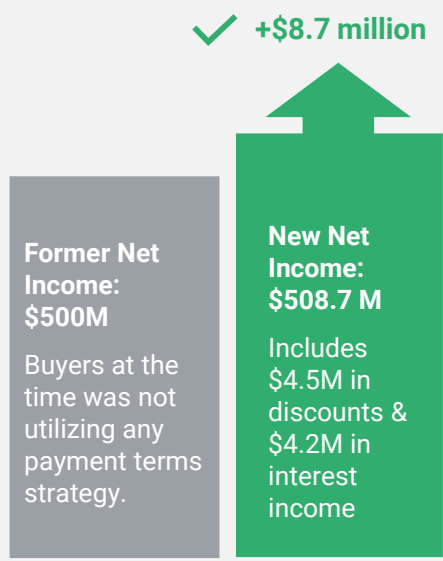 +$8.7 million
Former Net
Income:
$500M
Buyers at the
time was not
utilizing any
payment terms
strategy.
New Net
Income:
$508.7 M
Includes
$4.5M in
discounts &
$4.2M in
interest
income